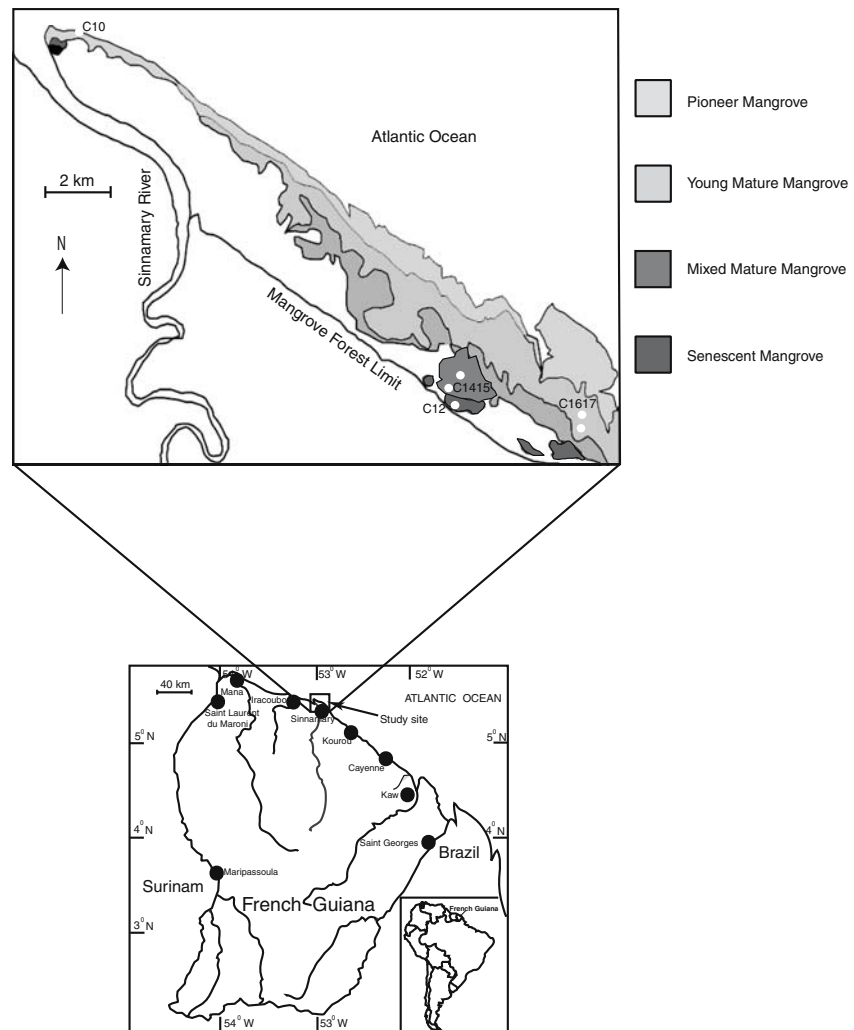 C10
Atlantic Ocean
2 km
N
Sinnamary River
Mangrove Forest Limit
C1415
C12
C1617
Pioneer Mangrove
Young Mature Mangrove
Mixed Mature Mangrove
Senescent Mangrove
54° W
53° W
52° W
40 km
Mana
Iracoubo
ATLANTIC OCEAN
Saint Laurent
du Maroni
Sinnamary
Study site
Kourou
5° N
5° N
Cayenne
Kaw
4° N
4° N
Saint Georges
Brazil
Maripassoula
Surinam
French Guiana
French Guiana
3° N
54° W
53° W